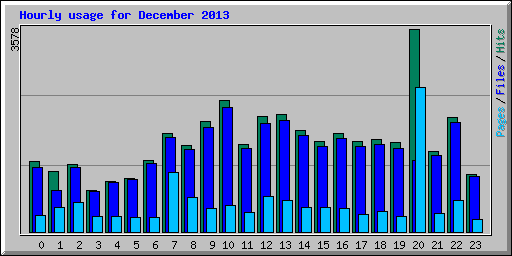 Hourly usage for December 2013
3578
Pages/Files/Hits
0 1 2 3 4 5 6 7 8 9 10 11 12 13 14 15 16 17 18 19 20 21 22 23